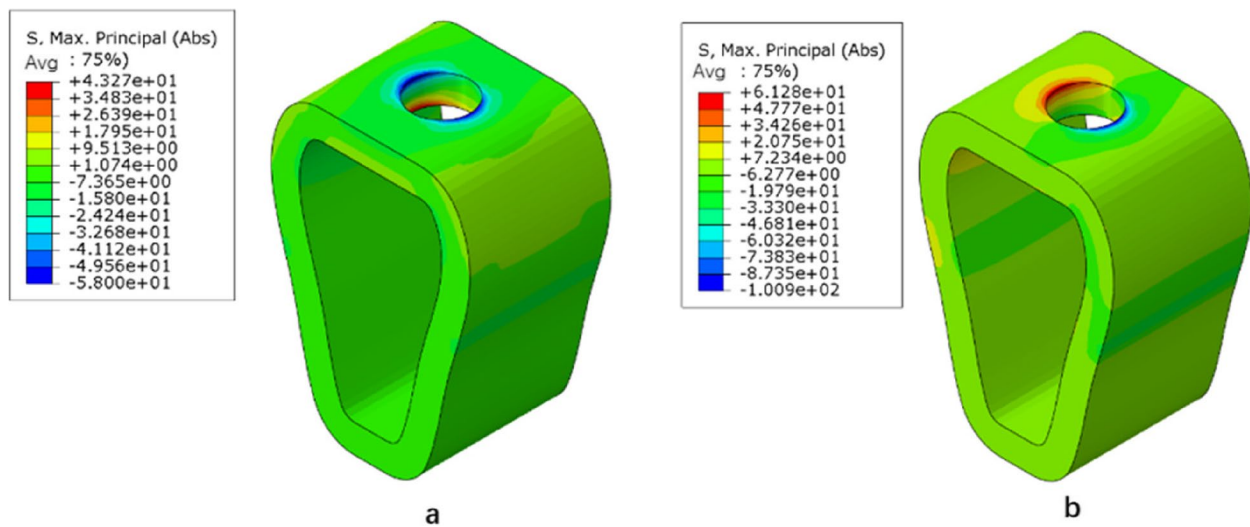 S, Max. Principal (Abs)
Avg : 75%)
+4.327e+01
+3.483e+01
+2.639e+01
+1.795e+01
+9.513e+00
+1.074e+00
-7.365e+00
-1.580e+01
-2.424e+01
-3.268e+01
-4.112e+01
-4.956e+01
-5.800e+01
a
S, Max. Principal (Abs)
Avg : 75%)
+6.128e+01
+4.777e+01
+3.426e+01
+2.075e+01
+7.234e+00
-6.277e+00
-1.979e+01
-3.330e+01
-4.681e+01
-6.032e+01
-7.383e+01
-8.735e+01
-1.009e+02
b